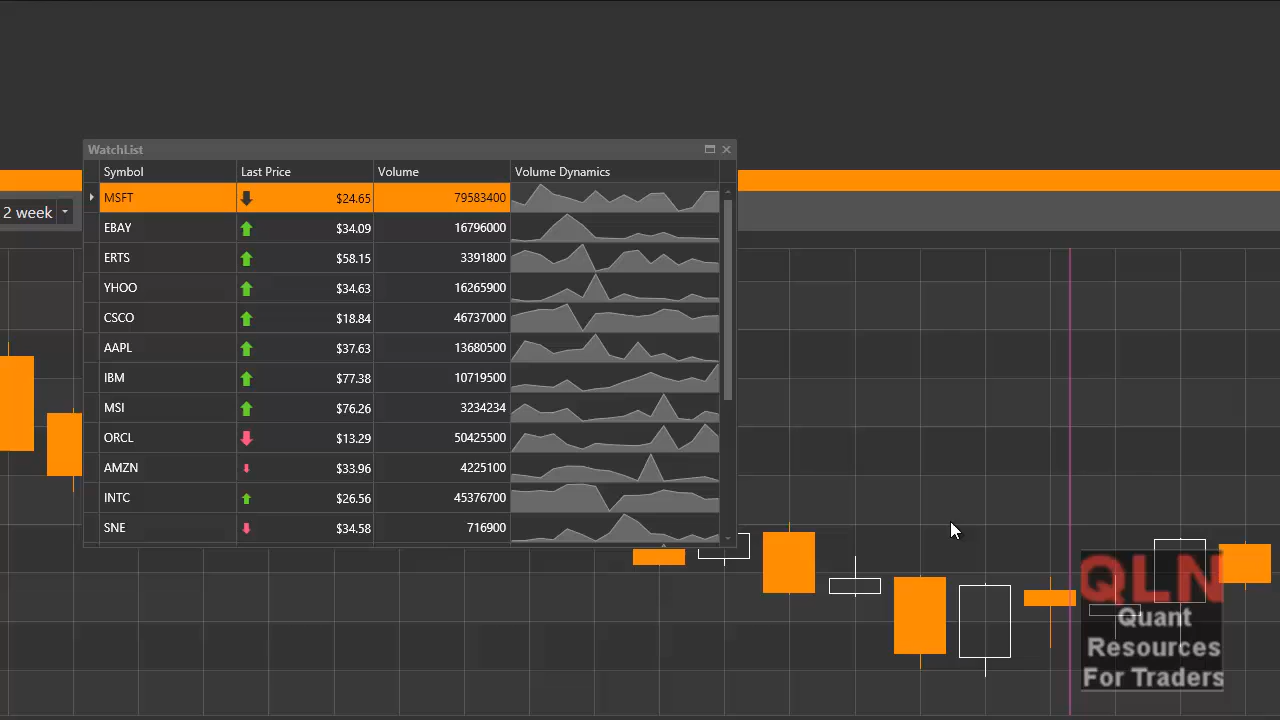 WatchList
Symbol Last Price Volume Volume Dynamics
MSFT $24.65 79583400
2 week
EBAY $34.09 16796000
ERTS $58.15 3391800
YHOO $34.63 16265900
CSCO $18.84 46737000
AAPL $37.63 13680500
IBM $77.38 10719500
MSI $76.26 3234234
ORCL $13.29 50425500
AMZN $33.96 4225100
INTC $26.56 45376700
SNE $34.58 716900
QLN
Quant
Resources
For Traders